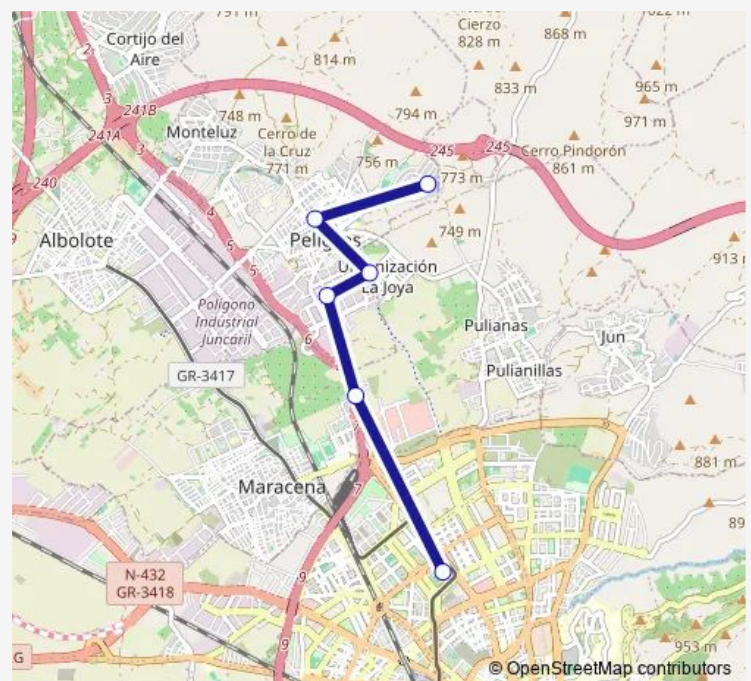 Cierzo
828 m
868 m
Cortijo del
Aire
814 m
2
3
241B
241A
3
748 m
794 m
833 m
965 m
971 m
Monteluz
Cerro de
la Cruz
771 m
756 m
245
245
Cerro Pindorón
861 m
240
4
773 m
Albolote
5
5
749 m
913 m
Polígono
Industrial
Juncaril
La Joya
6
Pulianas
Jun
GR-3417
Pulianillas
7
7
Maracena
881 m
N-432
GR-3418
9
9
953 m
G
© OpenStreetMap contributors